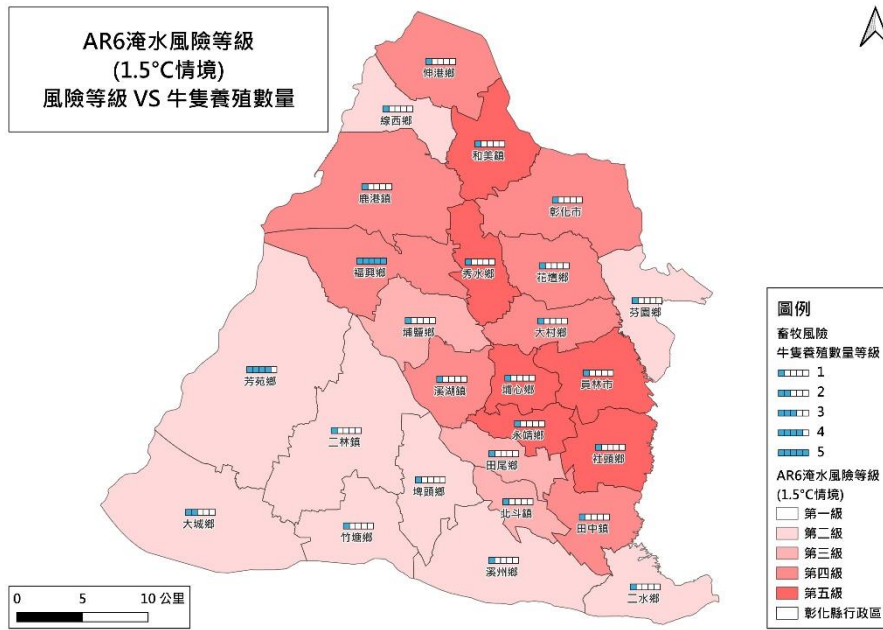 AR6淹水風險等級
(1.5°C情境)
風險等級 VS 牛隻養殖數量
伸港鄉
線西鄉
和美鎮
鹿港鎮
彰化市
福興鄉
秀水鄉
花壇鄉
芬園鄉
埔鹽鄉
大村鄉
芳苑鄉
溪湖鎮
埔心鄉
員林市
二林鎮
永靖鄉
田尾鄉
社頭鄉
埤頭鄉
大城鄉
竹塘鄉
北斗鎮
田中鎮
溪州鄉
二水鄉
0 5 10 公里
圖例
畜牧風險
牛隻養殖數量等級
1
2
3
4
5
AR6淹水風險等級
(1.5°C情境)
第一級
第二級
第三級
第四級
第五級
彰化縣行政區